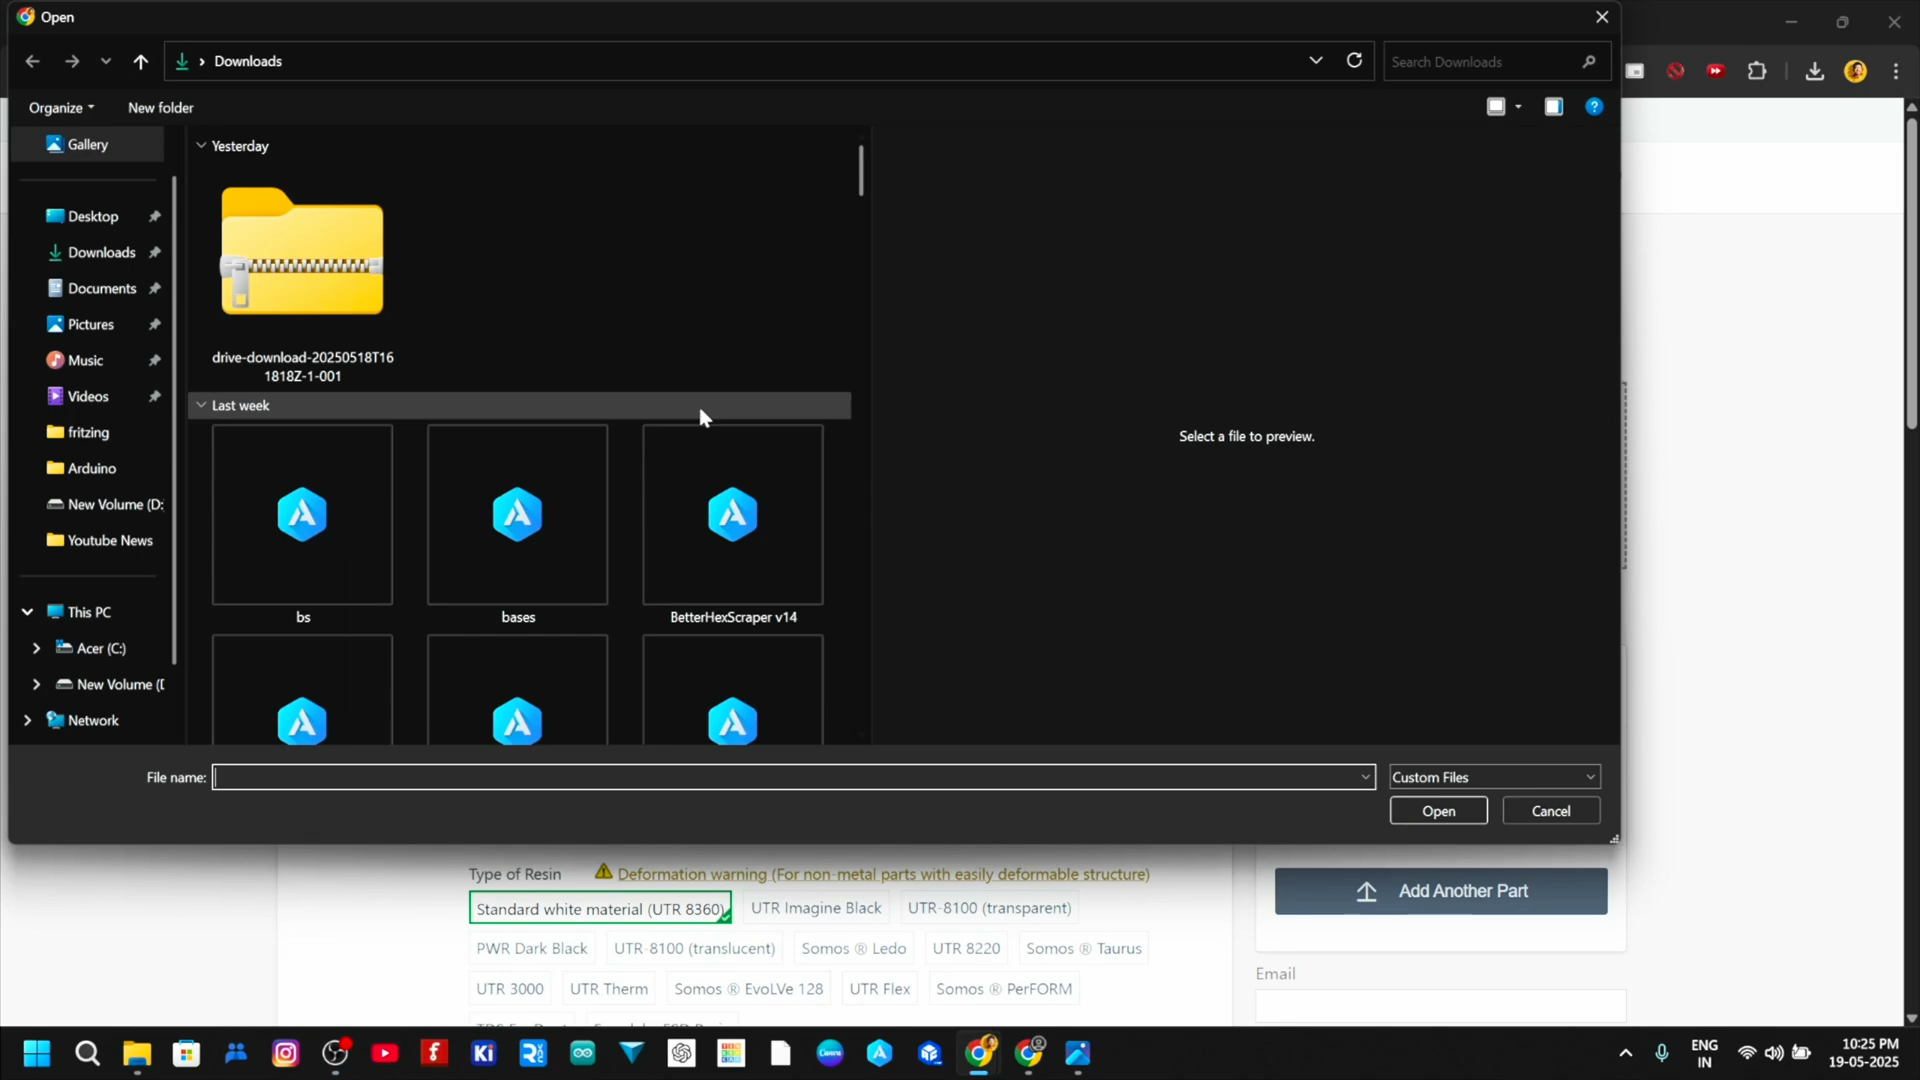 Open
Downloads
Search Downloads
Organize
New folder
Gallery
Desktop
Downloads
Documents
Pictures
Music
Videos
fritzing
Arduino
New Volume (D:
Youtube News
This PC
Acer (C:)
New Volume (D
Network
Yesterday
drive-download-20250518T16
1818Z-1-001
Last week
bs
bases
BetterHexScraper v14
Select a file to preview.
File name:
Custom Files
Open
Cancel
Type of Resin
Deformation warning (For non-metal parts with easily deformable structure)
Standard white material (UTR 8360)
UTR Imagine Black
UTR-8100 (transparent)
PWR Dark Black
UTR-8100 (translucent)
Somos ® Ledo
UTR 8220
Somos ® Taurus
UTR 3000
UTR Therm
Somos ® EvoLVe 128
UTR Flex
Somos ® PerFORM
Add Another Part
Email
ENG
IN
10:25 PM
19-05-2025